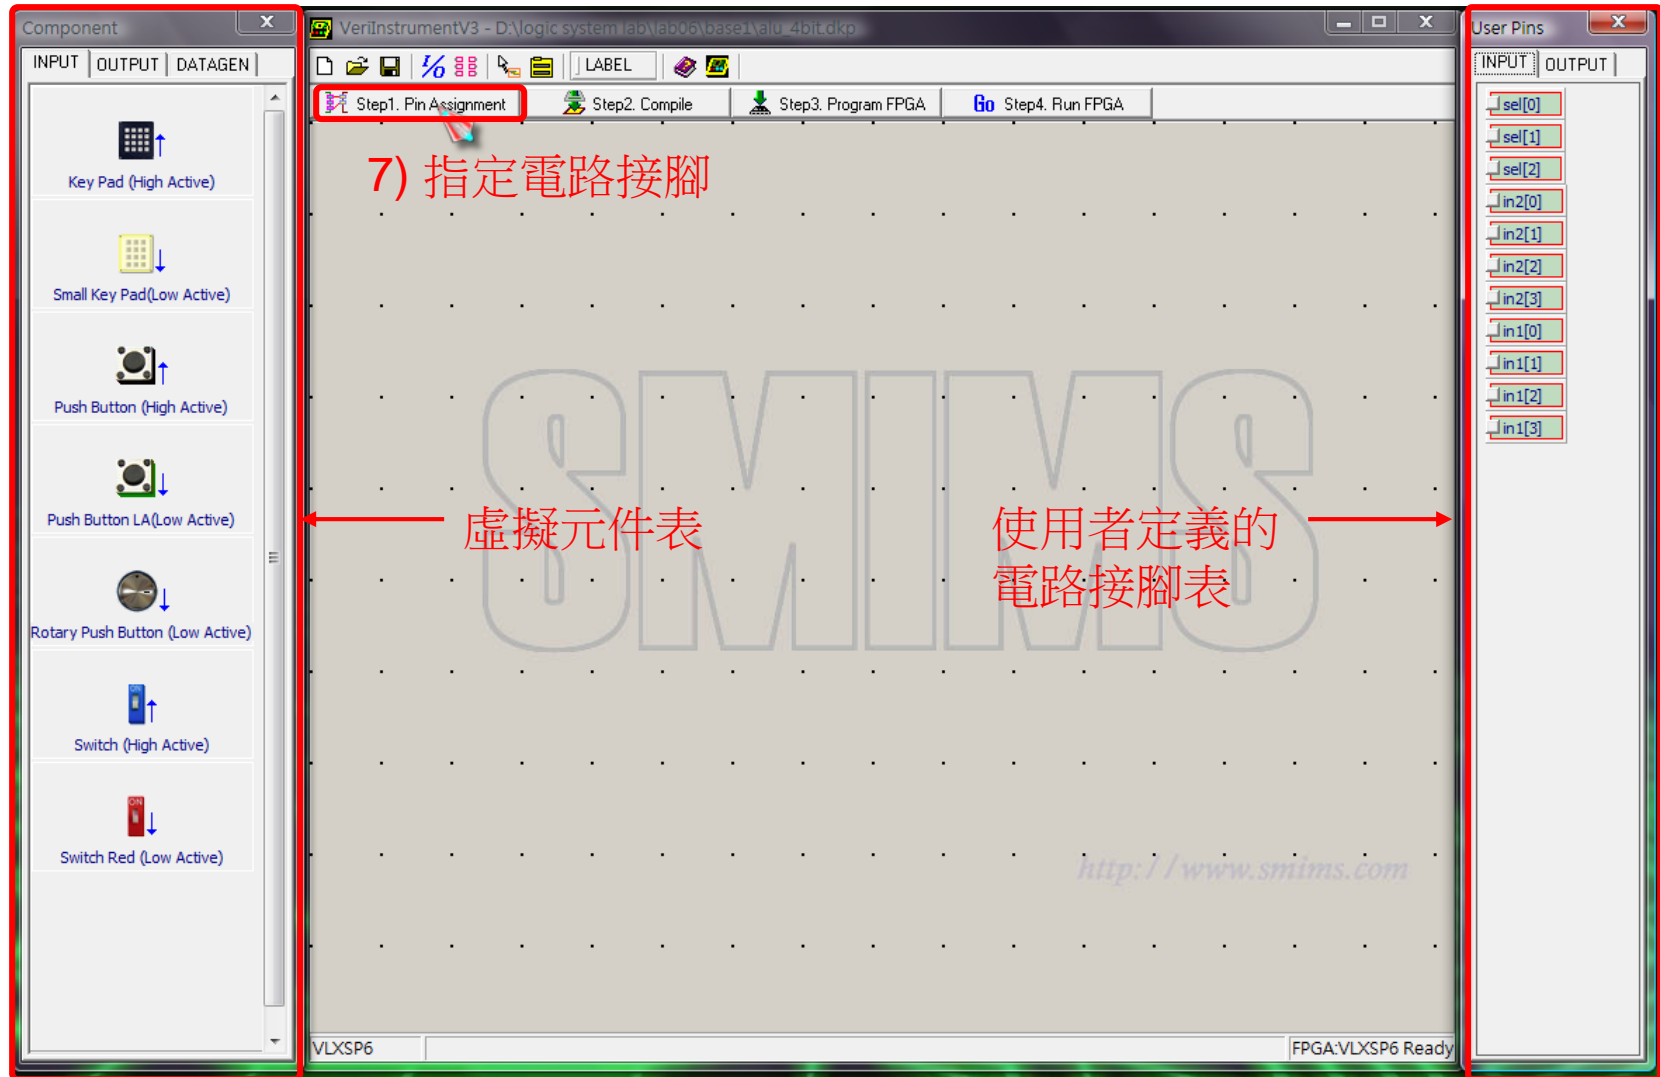 Component
X
INPUT OUTPUT DATAGEN
Key Pad (High Active)
Small Key Pad(Low Active)
Push Button (High Active)
Push Button LA(Low Active)
Rotary Push Button (Low Active)
ON
Switch (High Active)
ON
Switch Red (Low Active)
VeriInstrumentV3 - D:\logic system lab\lab06\base1\alu_4bit.dkp
X
I/O
LABEL
Step1. Pin Assignment
Step2. Compile
Step3. Program FPGA
Go Step4. Run FPGA
7) 指定電路接腳
SMIMS
虛擬元件表
使用者定義的
電路接腳表
http://www.smims.com
VLXSP6
FPGA:VLXSP6 Ready
User Pins
X
INPUT OUTPUT
sel[0]
sel[1]
sel[2]
in2[0]
in2[1]
in2[2]
in2[3]
in1[0]
in1[1]
in1[2]
in1[3]